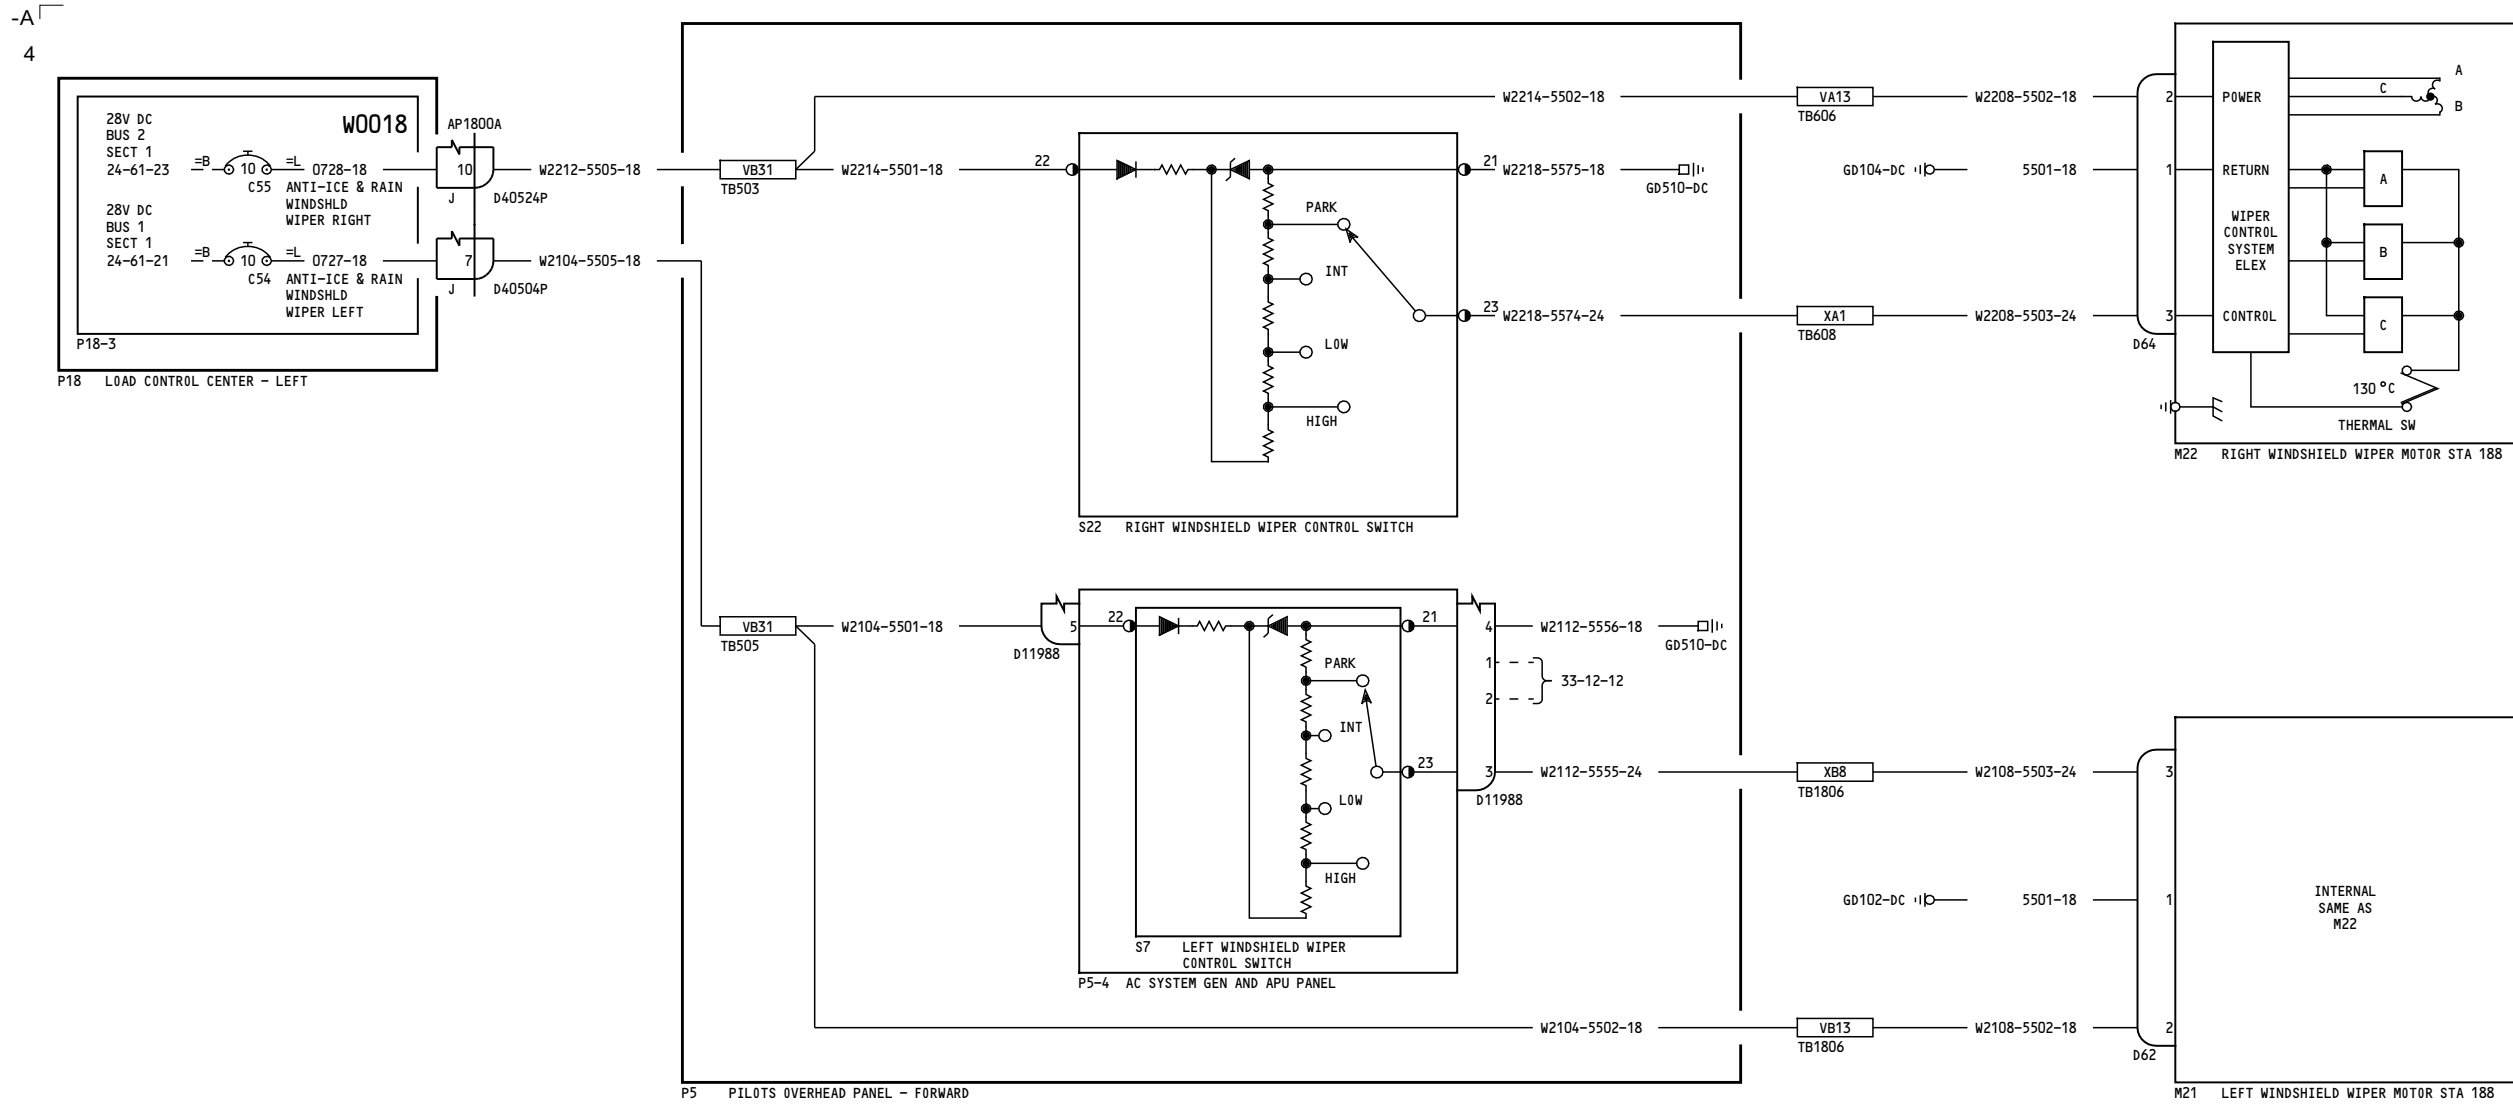 -A
4
28V DC
BUS 2
SECT 1
24-61-23
=B
10
=L
0728-18
C55
ANTI-ICE & RAIN
WINDSHLD
WIPER RIGHT
W0018
AP1800A
10
J
D40524P
28V DC
BUS 1
SECT 1
24-61-21
=B
10
=L
0727-18
C54
ANTI-ICE & RAIN
WINDSHLD
WIPER LEFT
7
J
D40504P
P18-3
P18 LOAD CONTROL CENTER - LEFT
W2212-5505-18
W2104-5505-18
VB31
TB503
W2214-5501-18
W2214-5502-18
22
21
W2218-5575-18
GD510-DC
PARK
INT
LOW
HIGH
23
W2218-5574-24
S22 RIGHT WINDSHIELD WIPER CONTROL SWITCH
VA13
TB606
W2208-5502-18
GD104-DC
5501-18
XA1
TB608
W2208-5503-24
2
1
3
D64
POWER
RETURN
WIPER
CONTROL
SYSTEM
ELEX
CONTROL
A
C
B
A
B
C
130 °C
THERMAL SW
M22 RIGHT WINDSHIELD WIPER MOTOR STA 188
VB31
TB505
W2104-5501-18
5
D11988
22
21
PARK
INT
LOW
HIGH
23
S7 LEFT WINDSHIELD WIPER
CONTROL SWITCH
P5-4 AC SYSTEM GEN AND APU PANEL
4
1
2
3
D11988
W2112-5556-18
GD510-DC
33-12-12
W2112-5555-24
XB8
TB1806
W2108-5503-24
GD102-DC
5501-18
W2104-5502-18
VB13
TB1806
W2108-5502-18
3
1
2
D62
INTERNAL
SAME AS
M22
P5 PILOTS OVERHEAD PANEL - FORWARD
M21 LEFT WINDSHIELD WIPER MOTOR STA 188